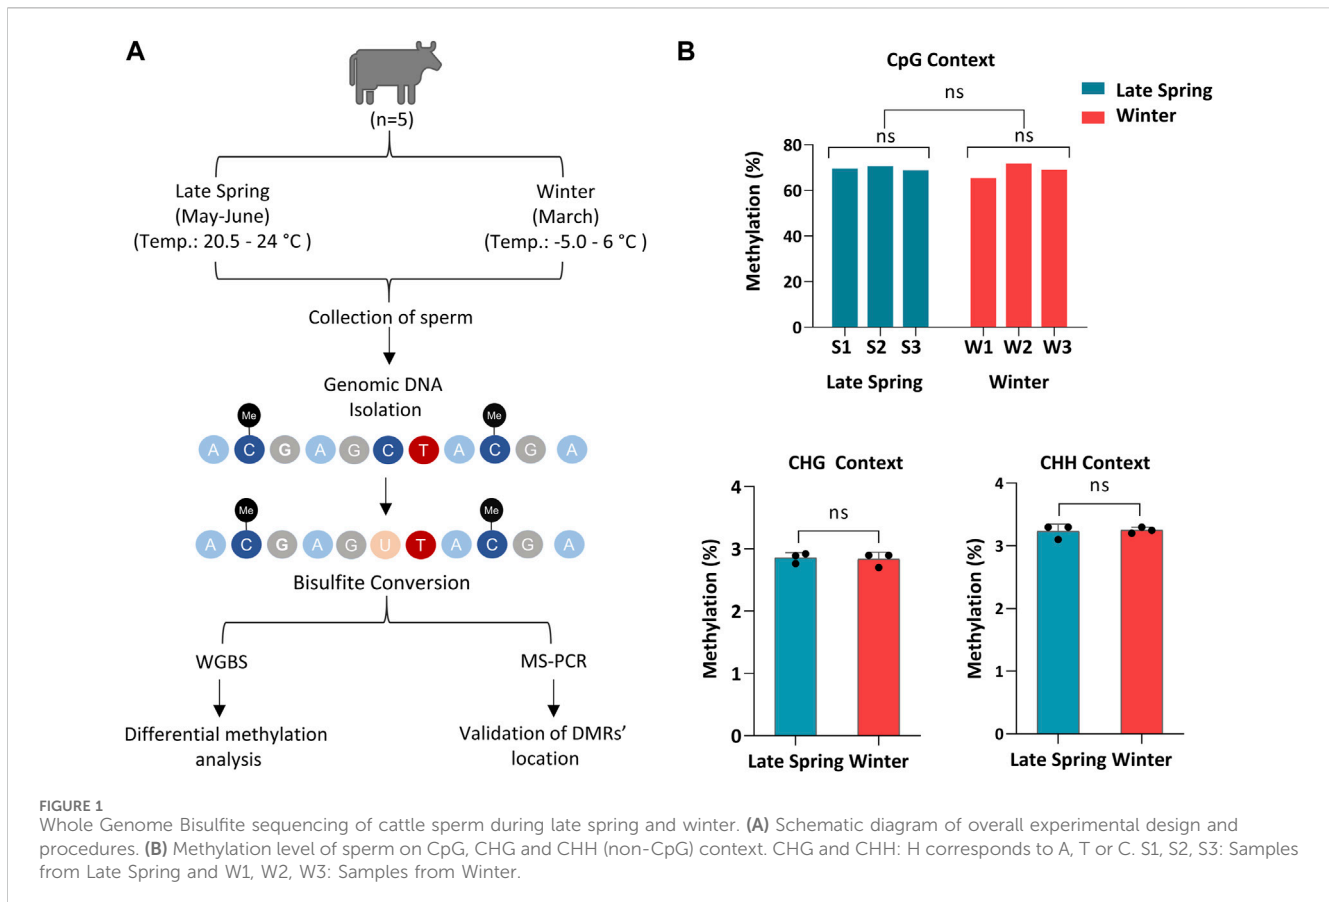 A
(n=5)
Late Spring
(May-June)
(Temp.: 20.5 - 24 °C )
Winter
(March)
(Temp.: -5.0 - 6 °C )
Collection of sperm
Genomic DNA
Isolation
Me Me
A C G A G C T A C G A
Me Me
A C G A G U T A C G A
Bisulfite Conversion
WGBS
MS-PCR
Differential methylation
analysis
Validation of DMRs'
location
B
CpG Context
Late Spring
Winter
ns
ns
ns
Methylation (%)
80
60
40
20
0
S1 S2 S3 W1 W2 W3
Late Spring Winter
CHG Context
ns
Methylation (%)
4
3
2
1
0
Late Spring Winter
CHH Context
ns
Methylation (%)
4
3
2
1
0
Late Spring Winter
FIGURE 1
Whole Genome Bisulfite sequencing of cattle sperm during late spring and winter. (A) Schematic diagram of overall experimental design and
procedures. (B) Methylation level of sperm on CpG, CHG and CHH (non-CpG) context. CHG and CHH: H corresponds to A, T or C. S1, S2, S3: Samples
from Late Spring and W1, W2, W3: Samples from Winter.